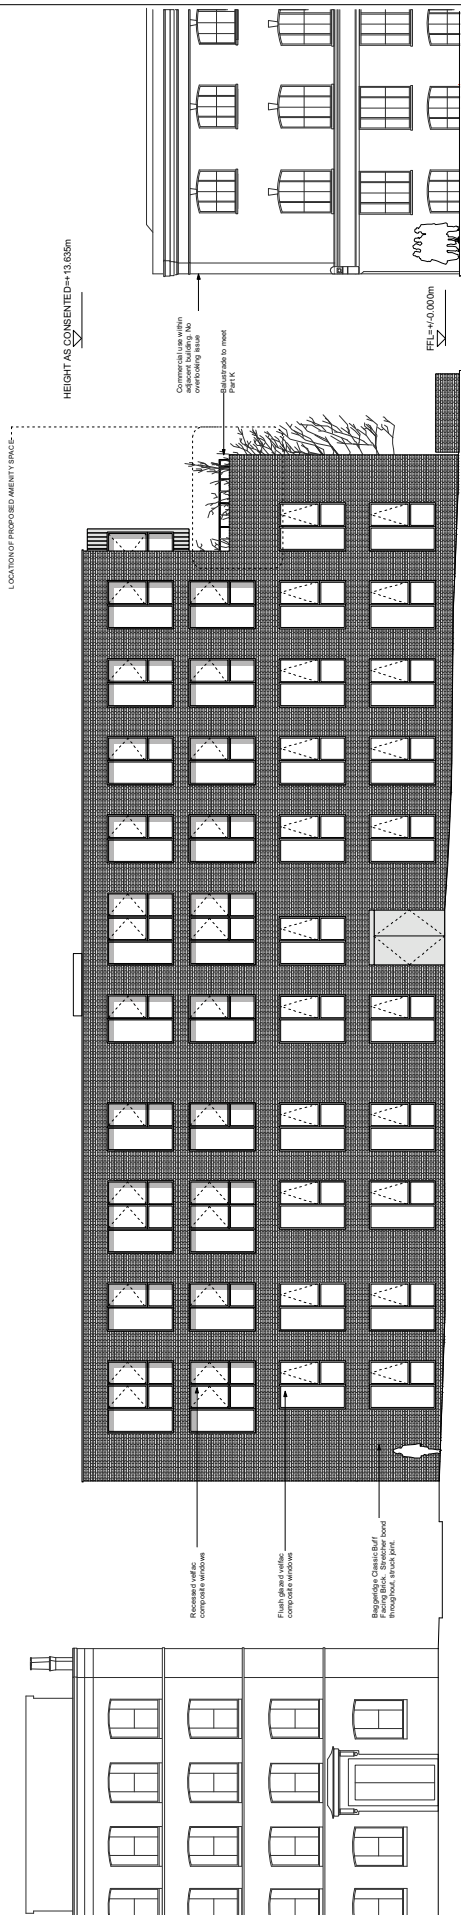 LOCATION OF PROPOSED AMENITY SPACE
HEIGHT AS CONSENTED=+13.635m
Commercial use within
adjacent building. No
overlooking issue
Balustrade to meet
Part K
FFL=+/-0.000m
Recessed velfac
composite windows
Flush glazed velfac
composite windows
Baggeridge Classic Buff
Facing Brick. Stretcher bond
throughout, struck joint.